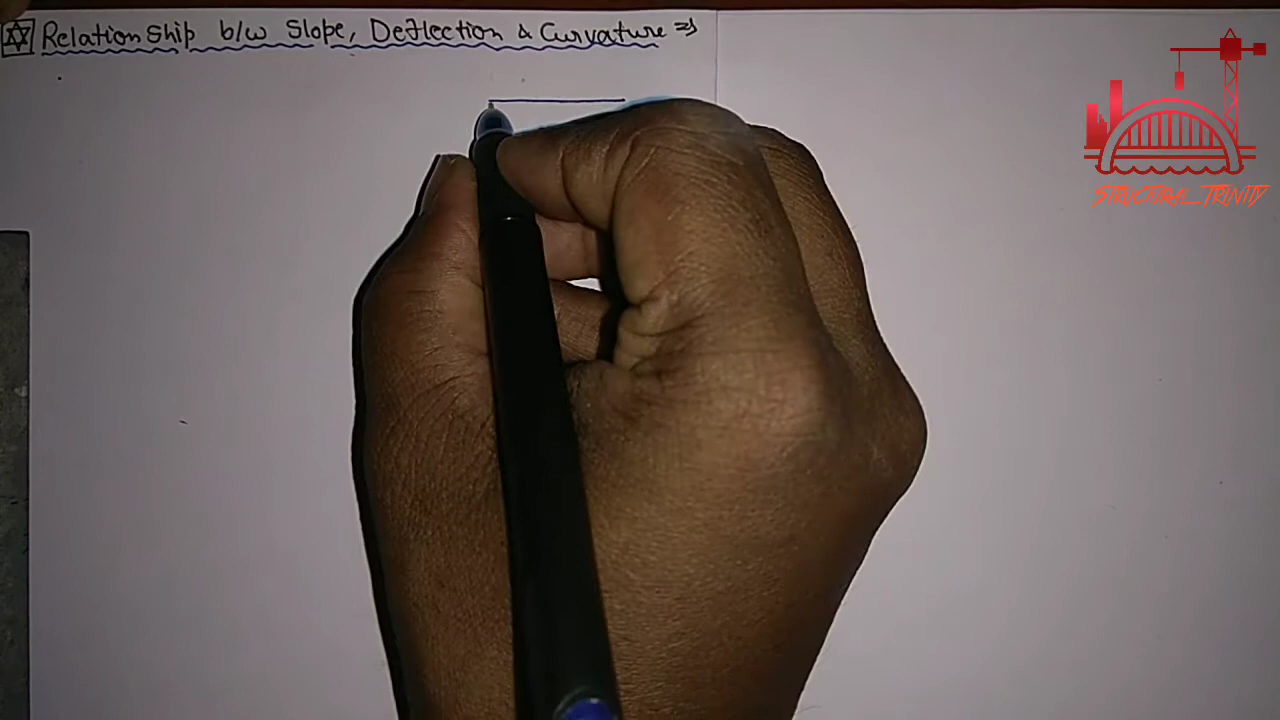 Relationship b/w Slope, Deflection & Curvature ⇒
STRUCTURAL_TRINITY